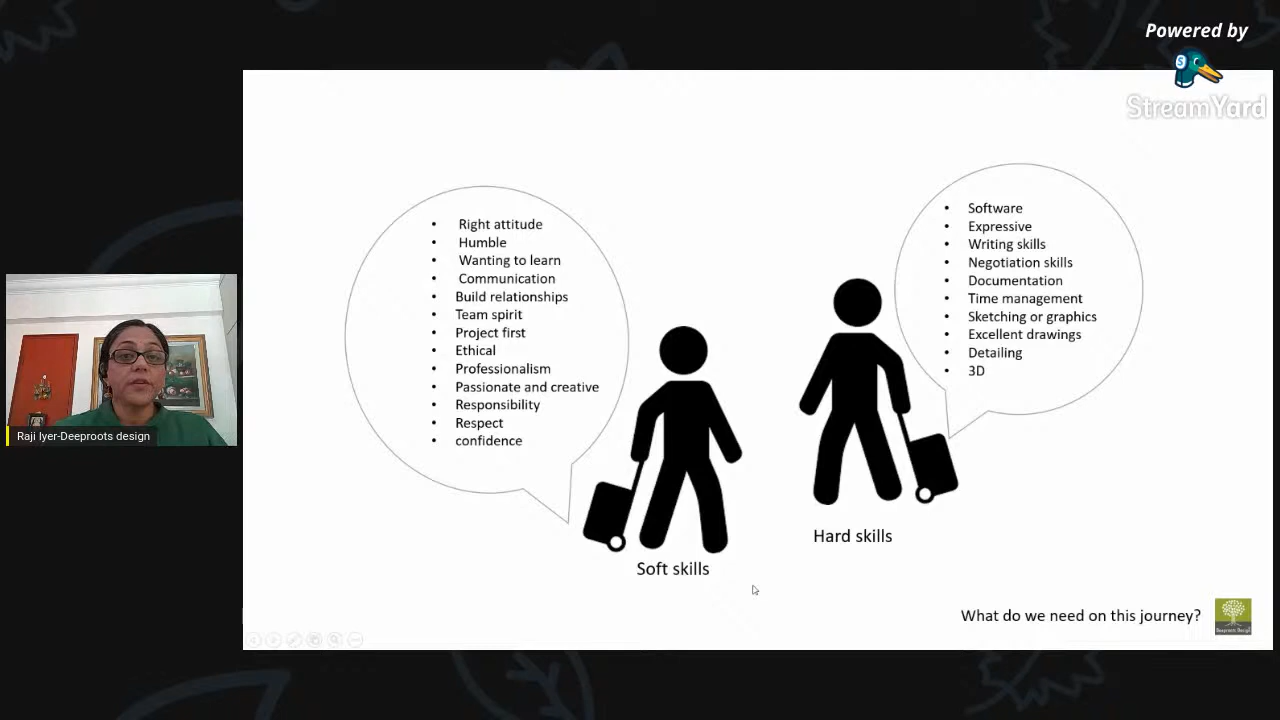 Powered by
StreamYard
• Right attitude
• Humble
• Wanting to learn
• Communication
• Build relationships
• Team spirit
• Project first
• Ethical
• Professionalism
• Passionate and creative
• Responsibility
• Respect
• confidence
Soft skills
• Software
• Expressive
• Writing skills
• Negotiation skills
• Documentation
• Time management
• Sketching or graphics
• Excellent drawings
• Detailing
• 3D
Hard skills
What do we need on this journey?
Deeproots Design
Raji Iyer-Deeproots design